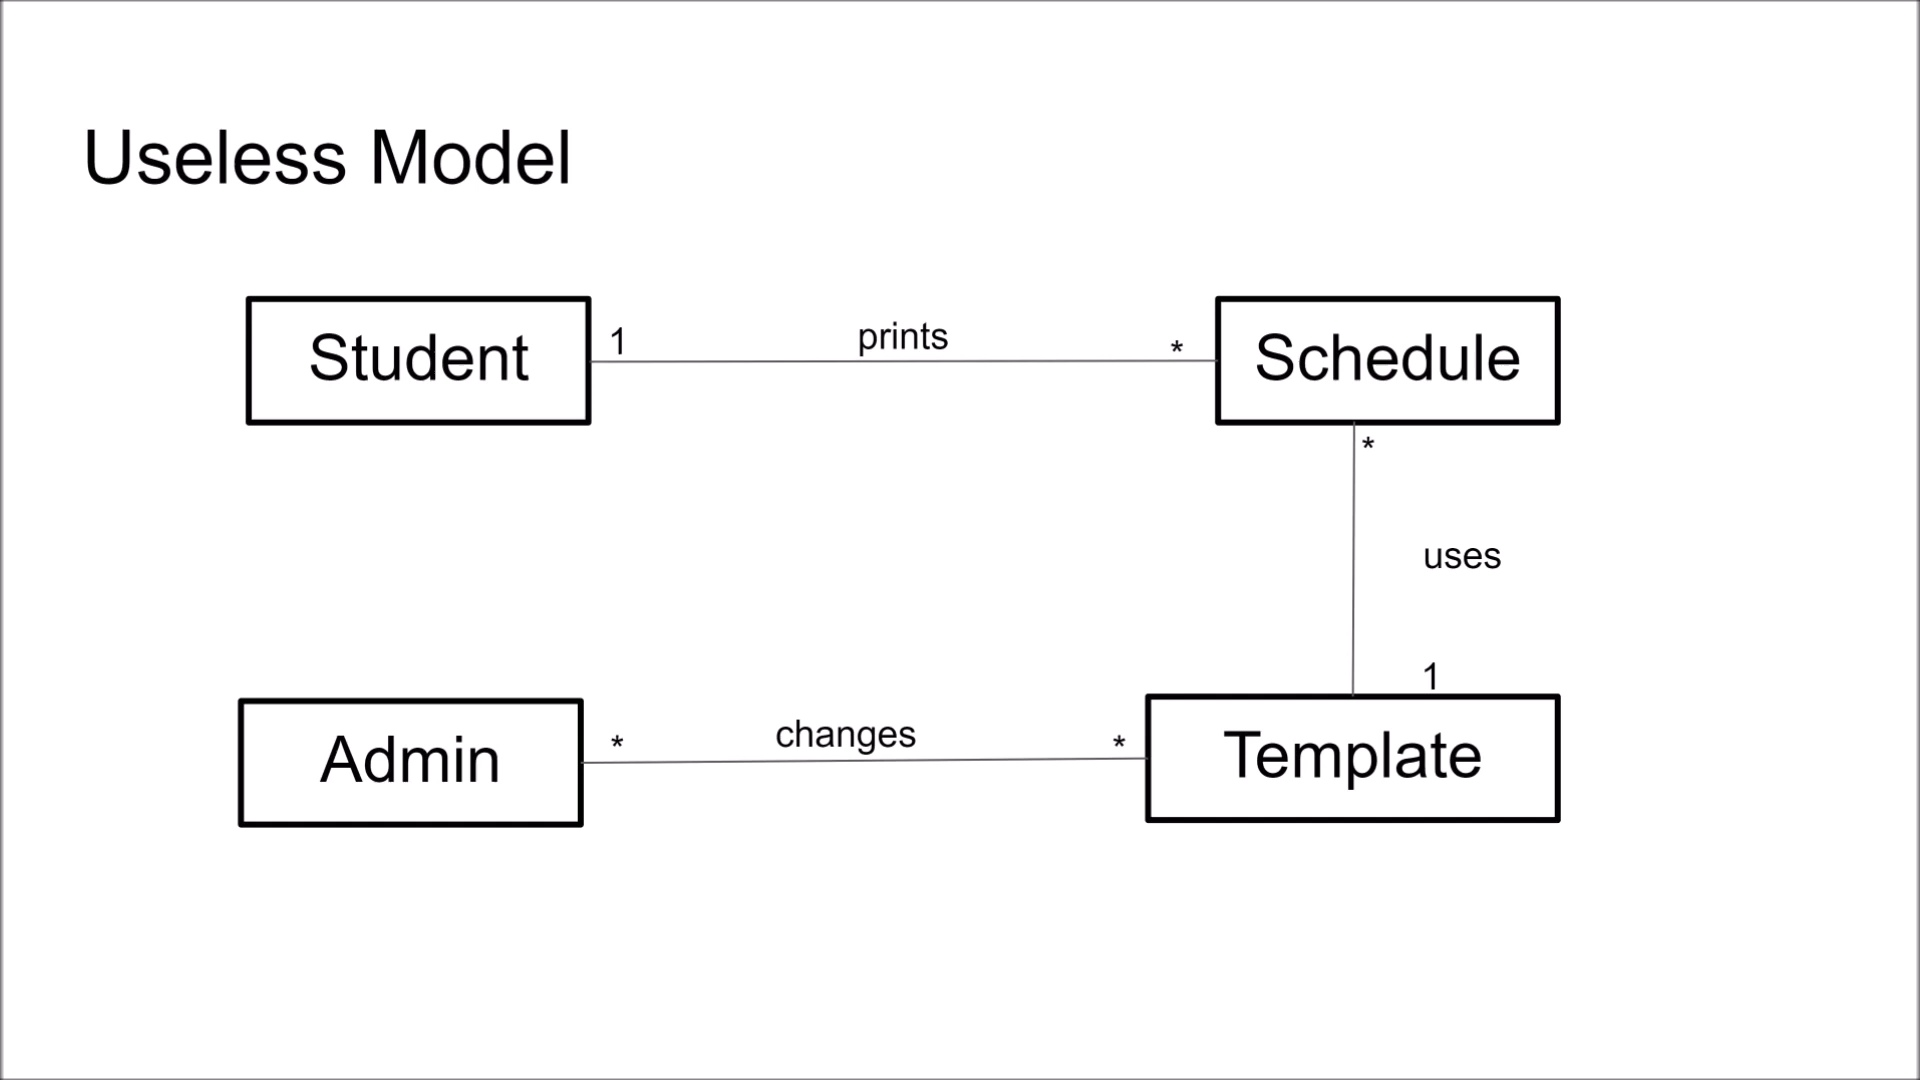 Useless Model
Student
1
prints
*
Schedule
*
uses
1
Admin
*
changes
*
Template